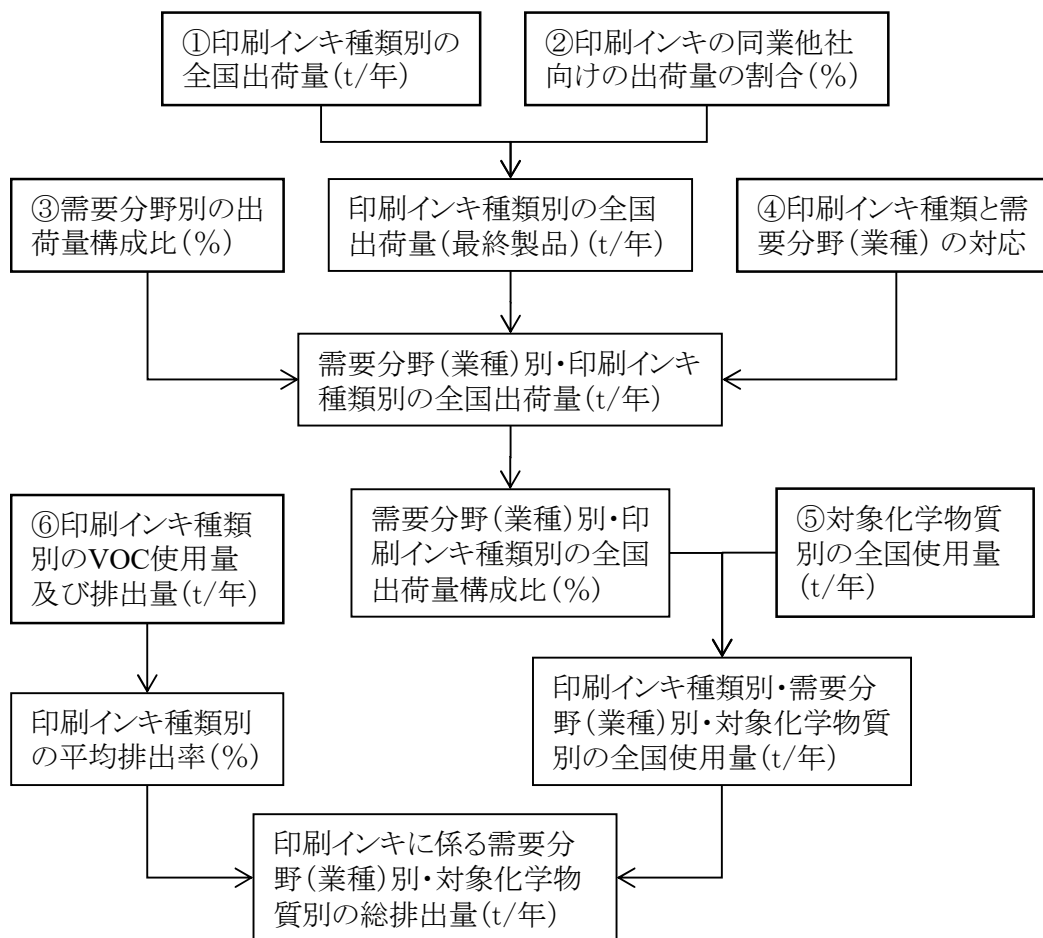 ①印刷インキ種類別の
全国出荷量(t/年)
②印刷インキの同業他社
向けの出荷量の割合(%)
③需要分野別の出
荷量構成比(%)
印刷インキ種類別の全国
出荷量(最終製品)(t/年)
④印刷インキ種類と需
要分野(業種) の対応
需要分野(業種)別・印刷インキ
種類別の全国出荷量(t/年)
⑥印刷インキ種類
別のVOC使用量
及び排出量(t/年)
需要分野(業種)別・印
刷インキ種類別の全国
出荷量構成比(%)
⑤対象化学物質
別の全国使用量
(t/年)
印刷インキ種類別
の平均排出率(%)
印刷インキ種類別・需要分
野(業種)別・対象化学物質
別の全国使用量(t/年)
印刷インキに係る需要分
野(業種)別・対象化学物
質別の総排出量(t/年)